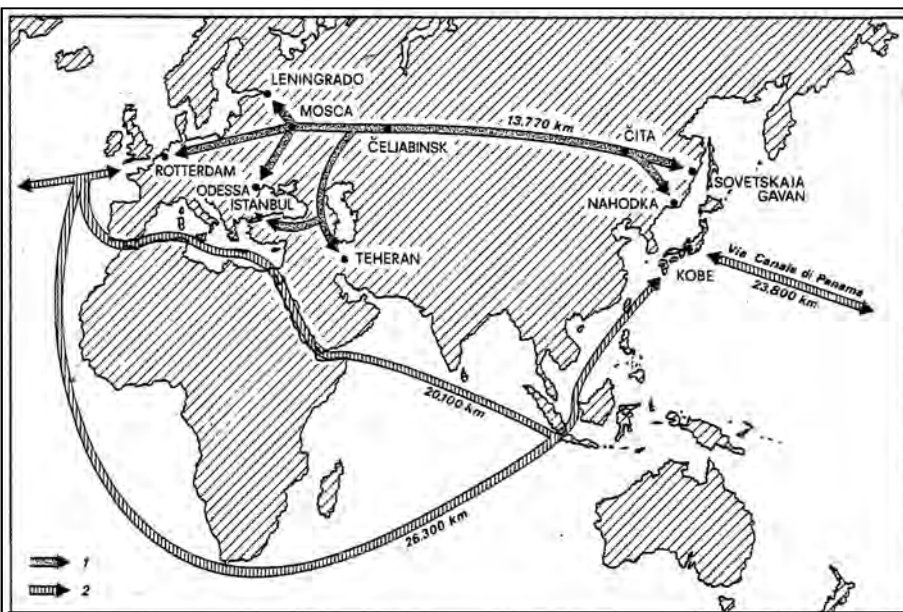 LENINGRADO
MOSCA
13.770 km
ČITA
ČELJABINSK
ROTTERDAM
SOVETSKAJA
GAVAN
ODESSA
ISTANBUL
NAHODKA
TEHERAN
KOBE
Via Canale di Panama
23.800 km
20.100 km
26.300 km
1
2